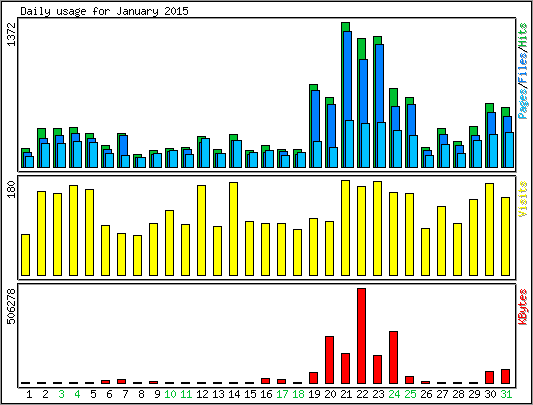 Daily usage for January 2015
1372
Pages/Files/Hits
180
Visits
506278
KBytes
1 2 3 4 5 6 7 8 9 10 11 12 13 14 15 16 17 18 19 20 21 22 23 24 25 26 27 28 29 30 31